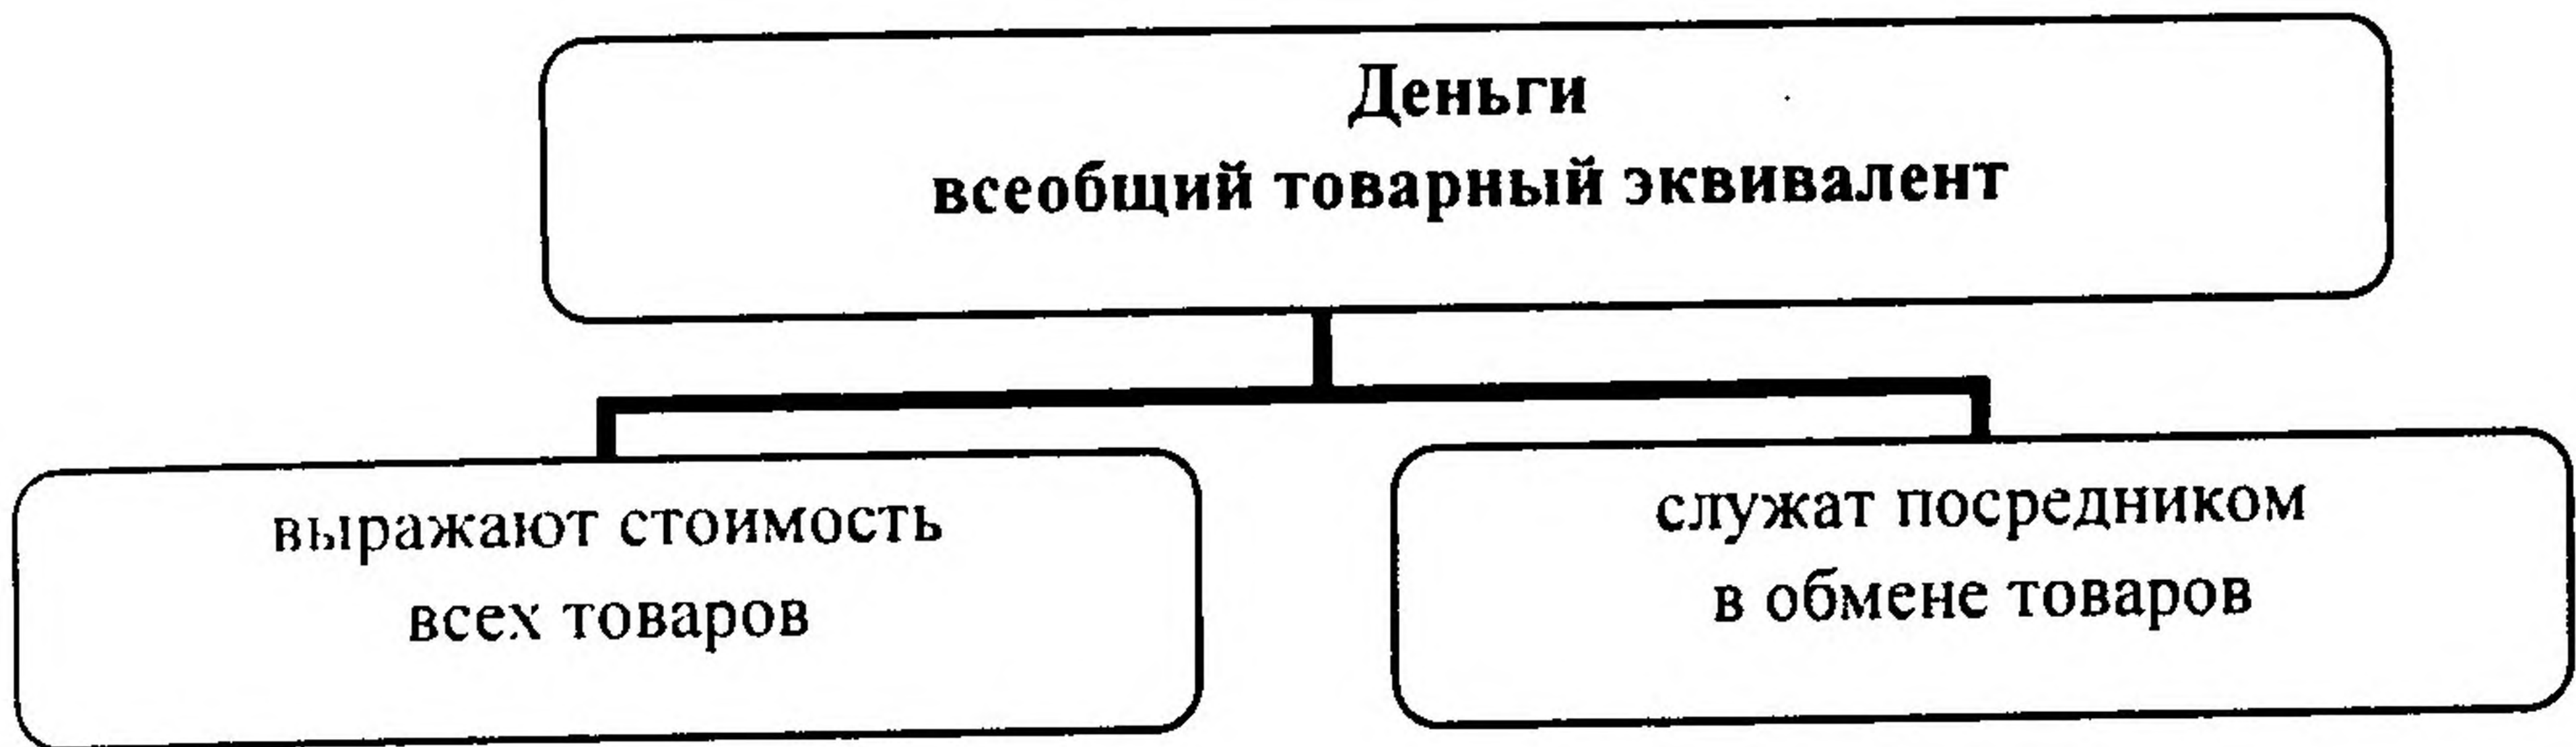 Деньги
всеобщий товарный эквивалент
выражают стоимость
всех товаров
служат посредником
в обмене товаров